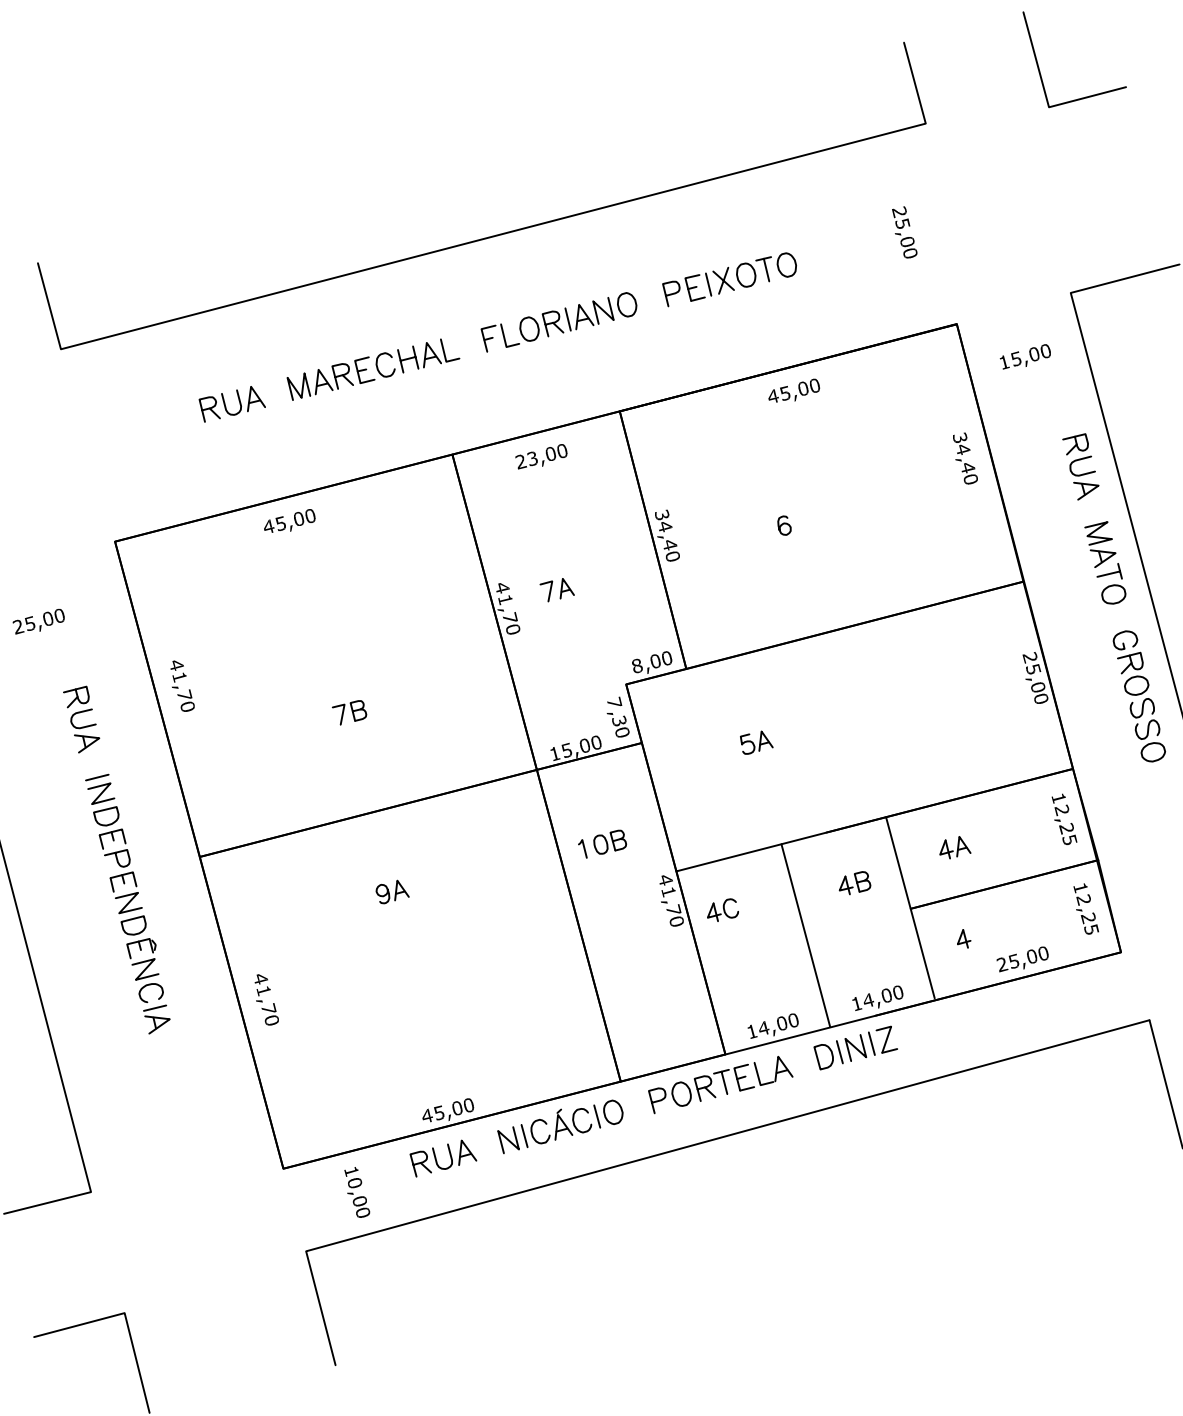 25,00
RUA MARECHAL FLORIANO PEIXOTO
15,00
45,00
23,00
45,00
34,40
34,40
6
7A
41,70
25,00
41,70
7B
8,00
7,30
15,00
5A
25,00
RUA MATO GROSSO
RUA INDEPENDÊNCIA
10B
9A
41,70
41,70
4C
4B
4A
12,25
4
12,25
25,00
14,00
14,00
45,00
RUA NICÁCIO PORTELA DINIZ
10,00